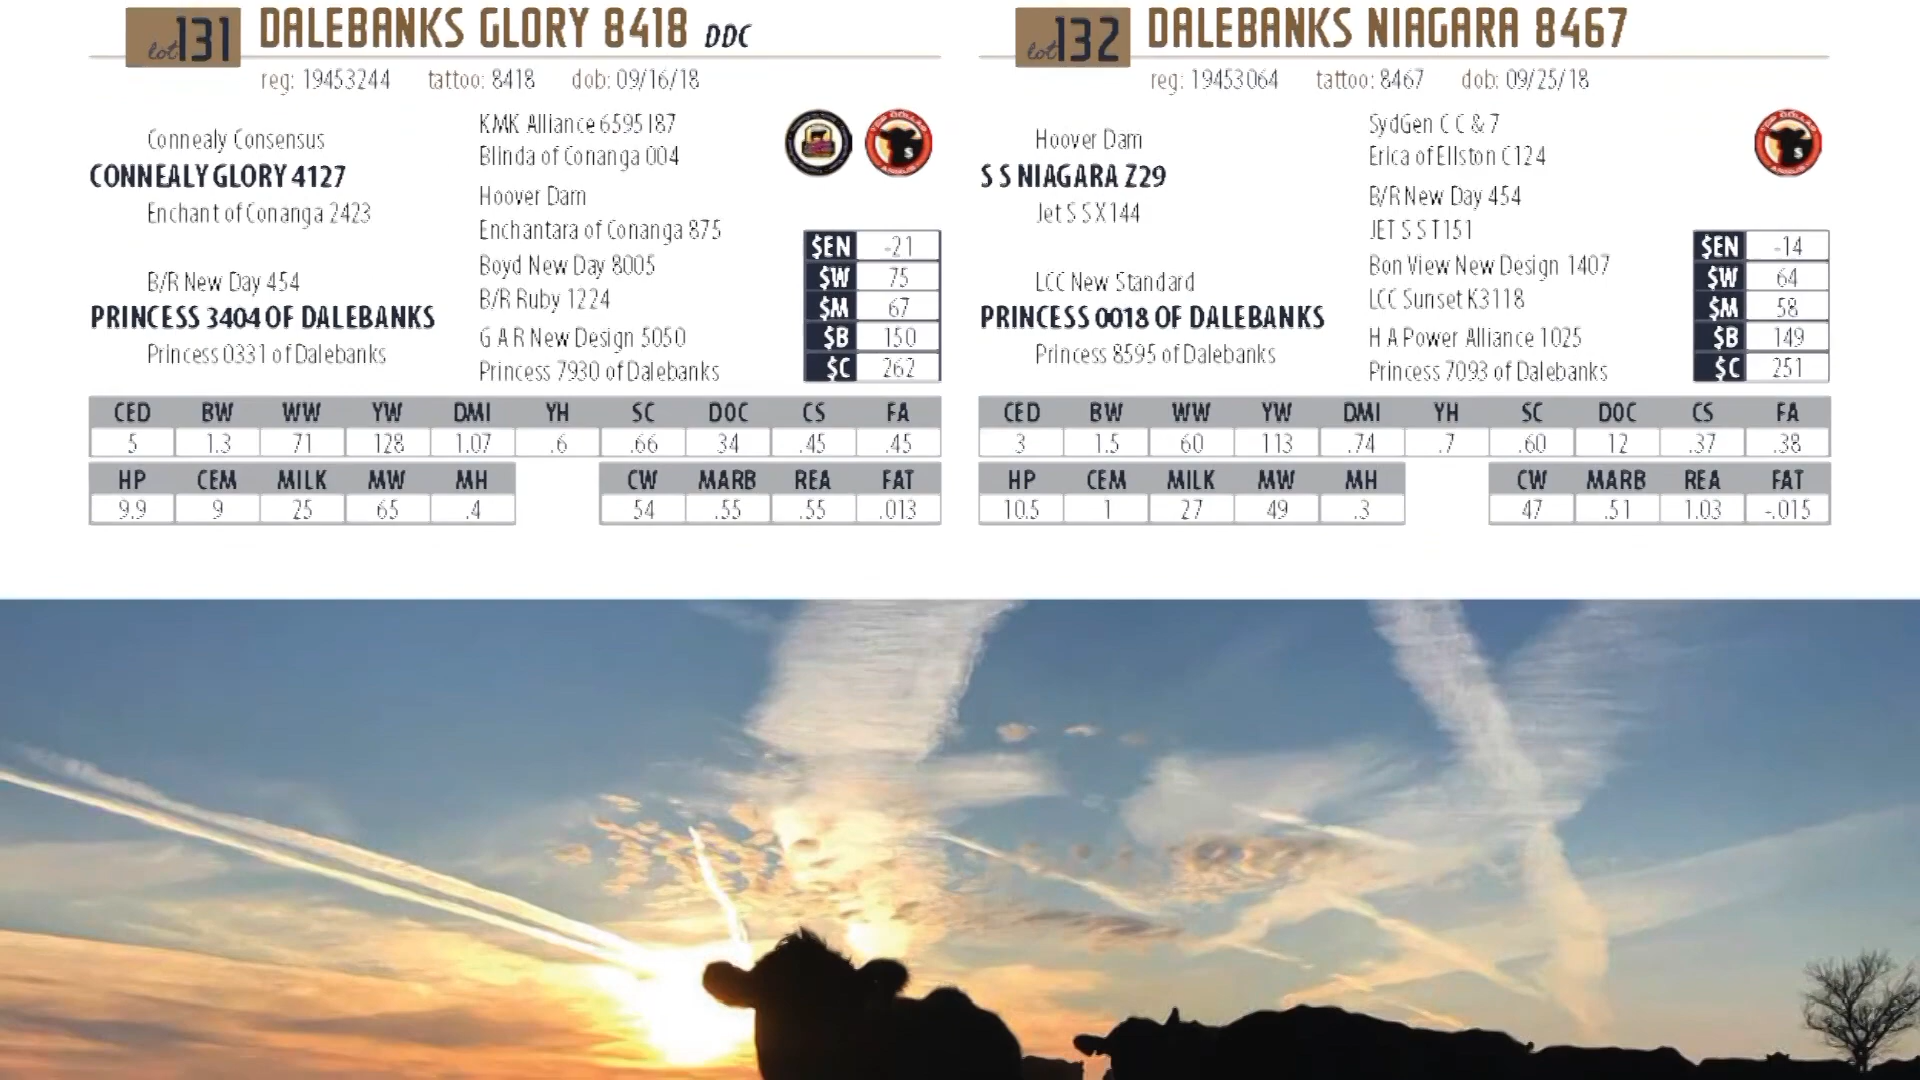 lot 131 DALEBANKS GLORY 8418 DDC
reg: 19453244 tattoo: 8418 dob: 09/16/18
Connealy Consensus
CONNEALY GLORY 4127
Enchant of Conanga 2423
B/R New Day 454
PRINCESS 3404 OF DALEBANKS
Princess 0331 of Dalebanks
KMK Alliance 6595 I87
Blinda of Conanga 004
Hoover Dam
Enchantara of Conanga 875
Boyd New Day 8005
B/R Ruby 1224
G A R New Design 5050
Princess 7930 of Dalebanks
$EN -21
$W 75
$M 67
$B 150
$C 262
CED BW WW YW DMI YH SC DOC CS FA
5 1.3 71 128 1.07 .6 .66 34 .45 .45
HP CEM MILK MW MH CW MARB REA FAT
9.9 9 25 65 .4 54 .55 .55 .013
lot 132 DALEBANKS NIAGARA 8467
reg: 19453064 tattoo: 8467 dob: 09/25/18
Hoover Dam
S S NIAGARA Z29
Jet S S X144
LCC New Standard
PRINCESS 0018 OF DALEBANKS
Princess 8595 of Dalebanks
SydGen C C & 7
Erica of Ellston C124
B/R New Day 454
JET S S T151
Bon View New Design 1407
LCC Sunset K3118
H A Power Alliance 1025
Princess 7093 of Dalebanks
$EN -14
$W 64
$M 58
$B 149
$C 251
CED BW WW YW DMI YH SC DOC CS FA
3 1.5 60 113 .74 .7 .60 12 .37 .38
HP CEM MILK MW MH CW MARB REA FAT
10.5 1 27 49 .3 47 .51 1.03 -.015